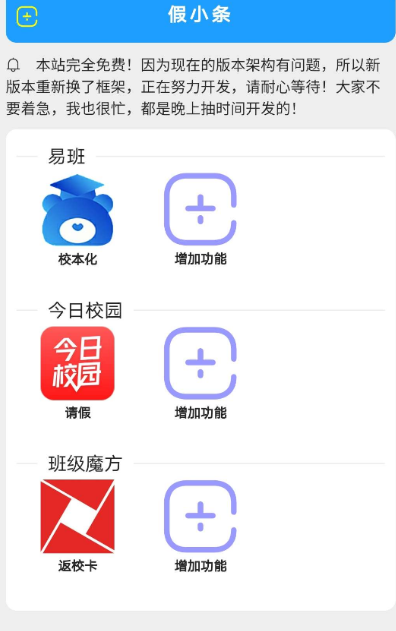 假小条
本站完全免费！因为现在的版本架构有问题，所以新
版本重新换了框架，正在努力开发，请耐心等待！大家不
要着急，我也很忙，都是晚上抽时间开发的！
易班
校本化
增加功能
今日校园
今日
校园
请假
增加功能
班级魔方
返校卡
增加功能